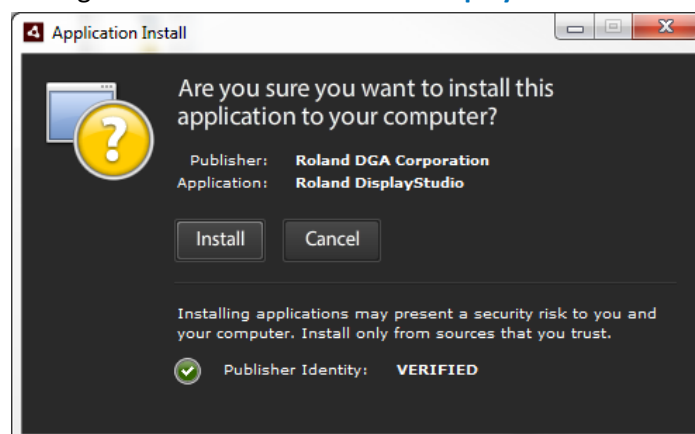 Application Install
Are you sure you want to install this
application to your computer?
Publisher: Roland DGA Corporation
Application: Roland DisplayStudio
Install Cancel
Installing applications may present a security risk to you and
your computer. Install only from sources that you trust.
Publisher Identity: VERIFIED